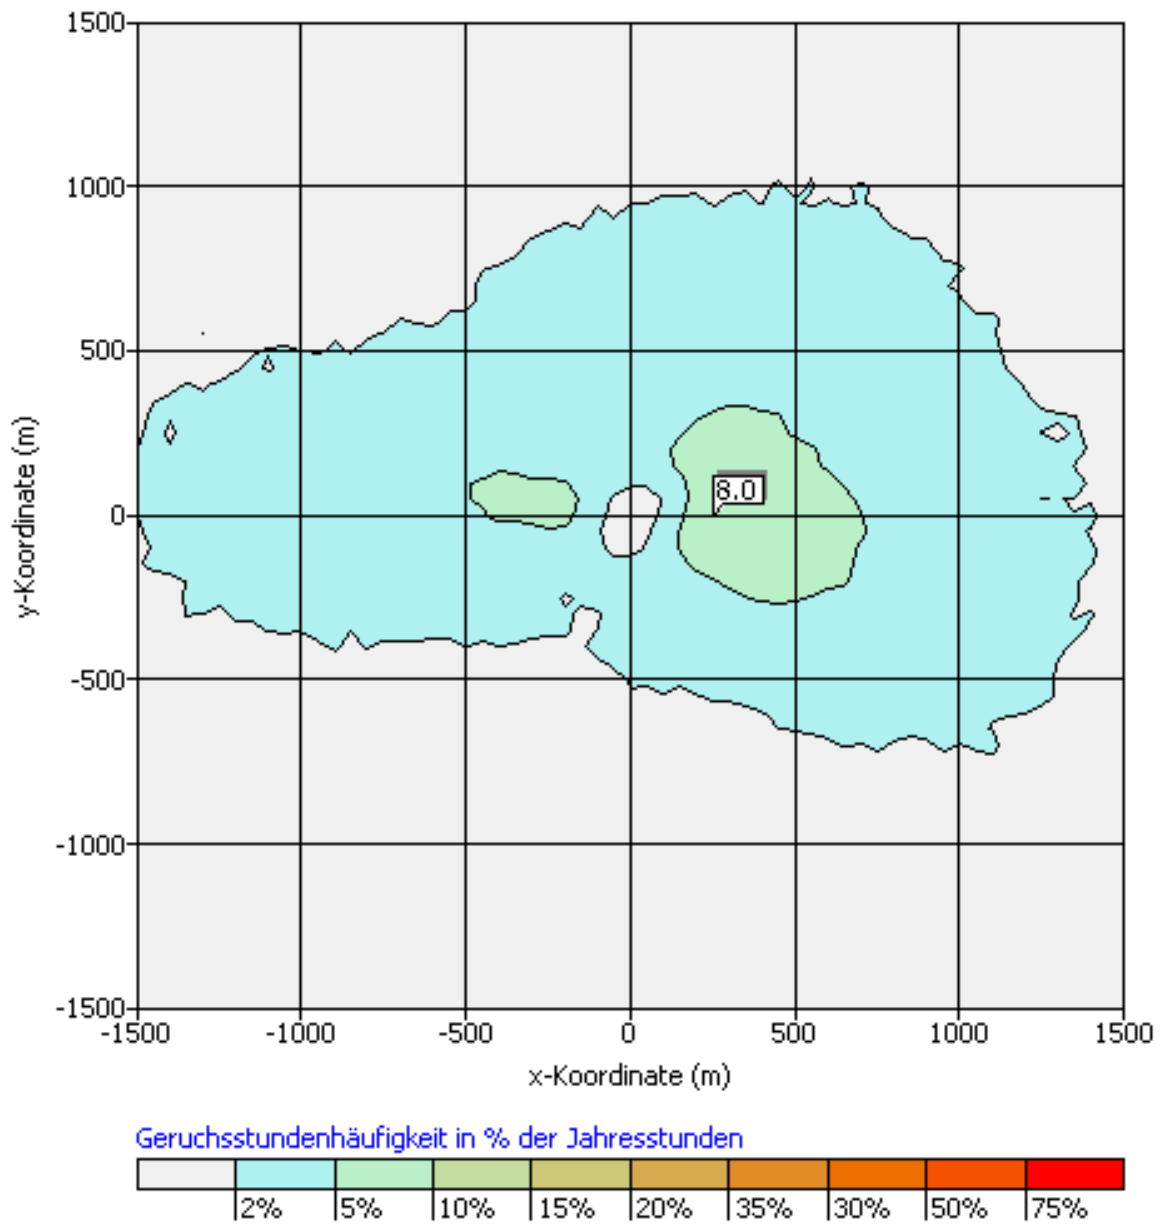 1500
1000
500
8.0
0
y-Koordinate (m)
-500
-1000
-1500
-1500 -1000 -500 0 500 1000 1500
x-Koordinate (m)
Geruchsstundenhäufigkeit in % der Jahresstunden
2% 5% 10% 15% 20% 35% 30% 50% 75%